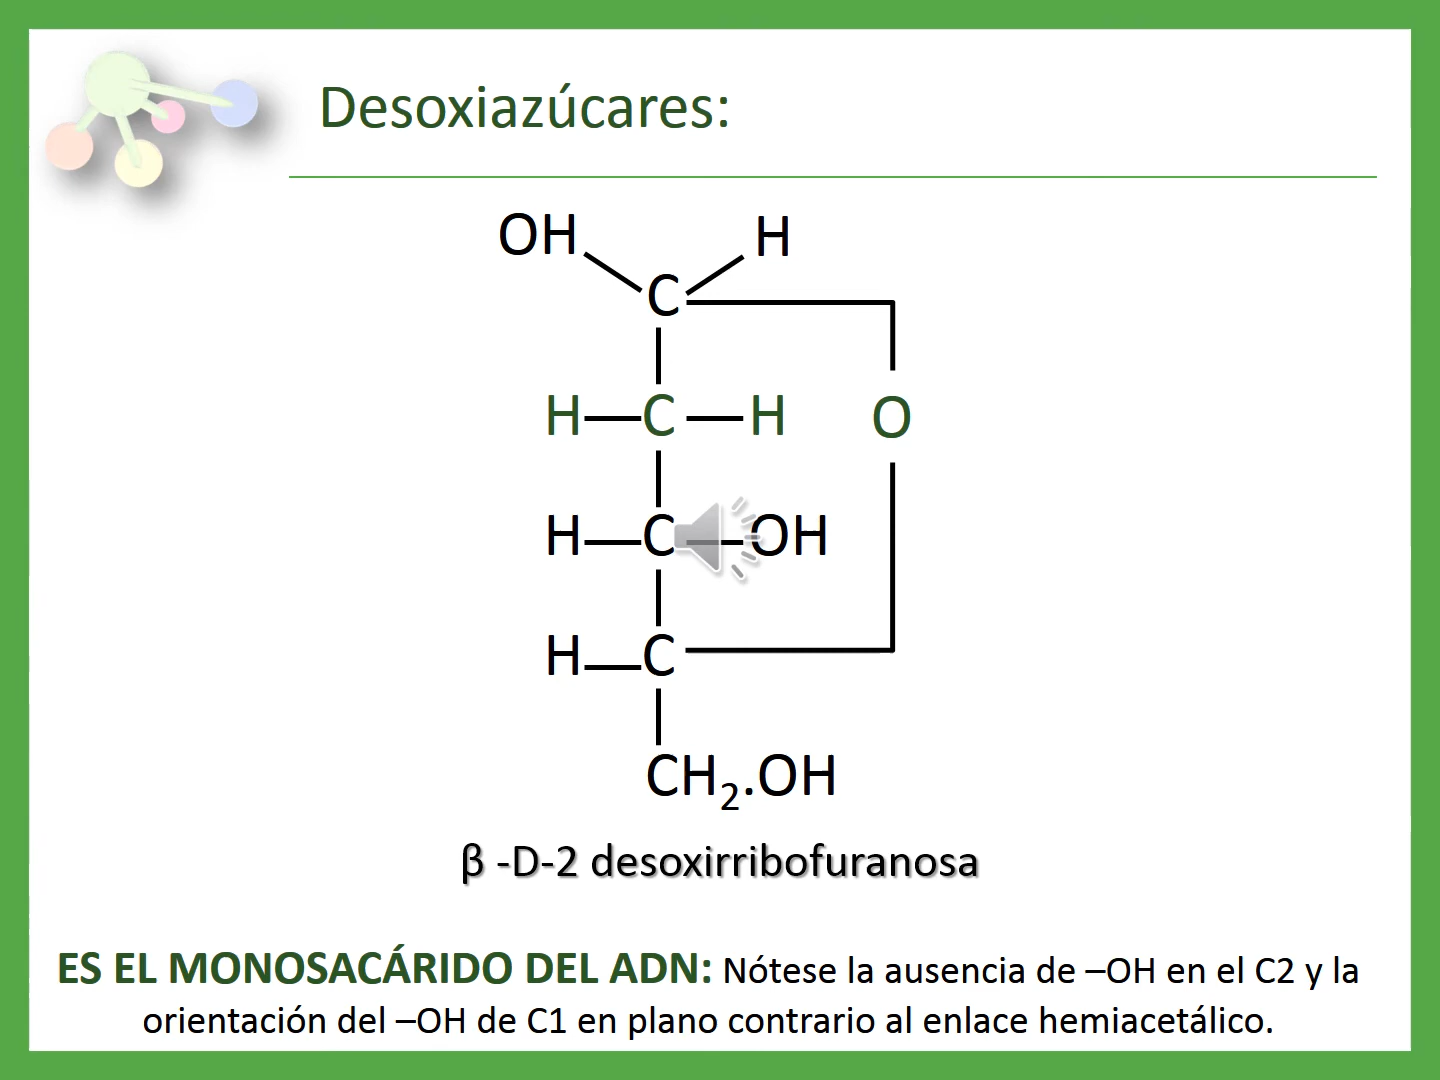 Desoxiazúcares:
OH H
C
H C H O
H C OH
H C
CH₂.OH
β -D-2 desoxirribofuranosa
ES EL MONOSACÁRIDO DEL ADN: Nótese la ausencia de –OH en el C2 y la
orientación del –OH de C1 en plano contrario al enlace hemiacetálico.